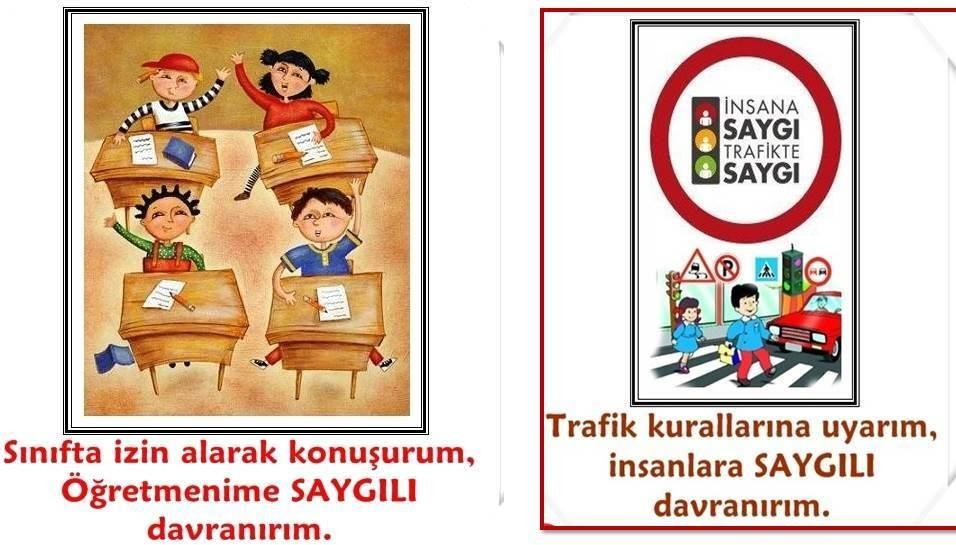 Sınıfta izin alarak konuşurum,
Öğretmenime SAYGILI
davranırım.
İNSANA
SAYGI
TRAFİKTE
SAYGI
Trafik kurallarına uyarım,
insanlara SAYGILI
davranırım.